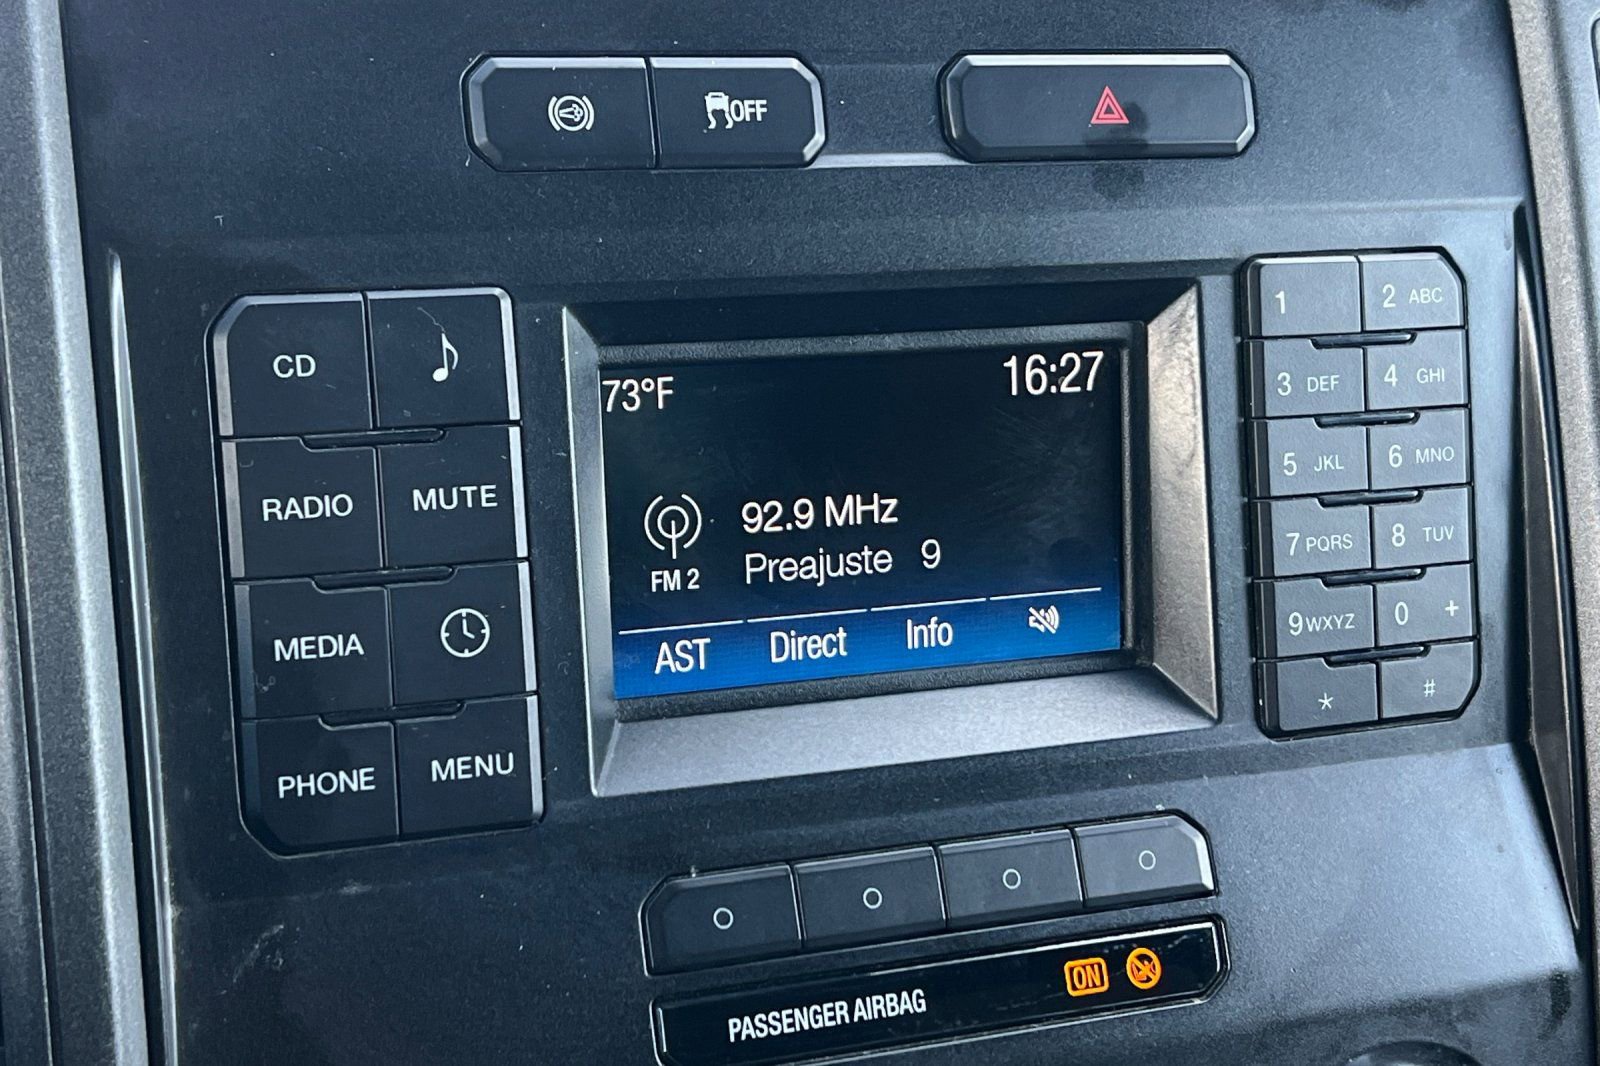 OFF
73°F
16:27
92.9 MHz
Preajuste 9
FM 2
AST Direct Info
CD
RADIO MUTE
MEDIA
PHONE MENU
1 2 ABC
3 DEF 4 GHI
5 JKL 6 MNO
7 PQRS 8 TUV
9 WXYZ 0 +
* #
ON
PASSENGER AIRBAG